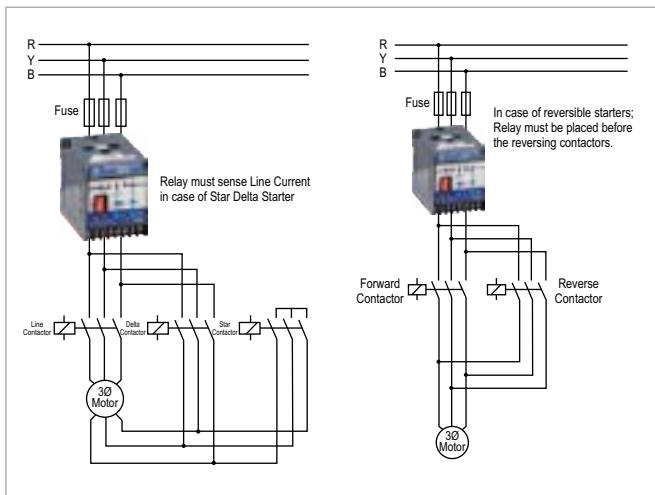 R
Y
B
Fuse
Relay must sense Line Current
in case of Star Delta Starter
Line
Contactor
Delta
Contactor
Star
Contactor
3Ø
Motor
R
Y
B
Fuse
In case of reversible starters;
Relay must be placed before
the reversing contactors.
Forward
Contactor
Reverse
Contactor
3Ø
Motor